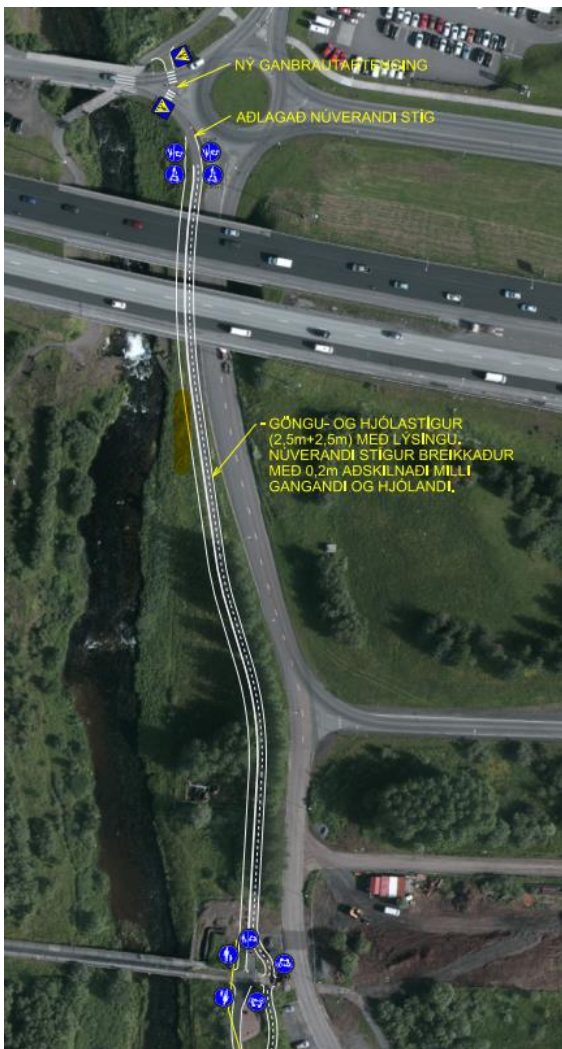 NÝ GANBRAUTARTENGING
AÐLAGAÐ NÚVERANDI STÍG
- GÖNGU- OG HJÓLASTÍGUR
(2,5m+2,5m) MEÐ LÝSINGU.
NÚVERANDI STÍGUR BREIKKAÐUR
MEÐ 0,2m AÐSKILNAÐI MILLI
GANGANDI OG HJÓLANDI.